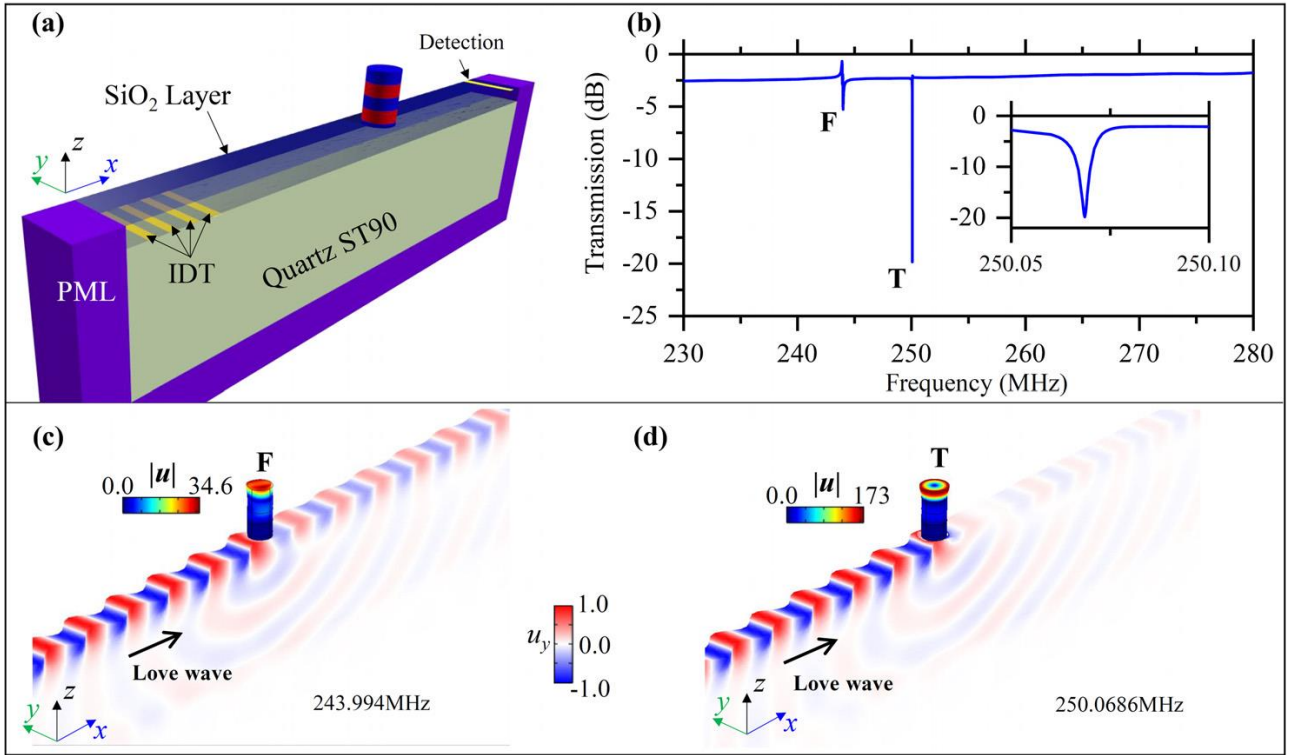 (a)
Detection
SiO₂ Layer
z
y
x
IDT
Quartz ST90
PML
(b)
Transmission (dB)
0
-5
-10
-15
-20
-25
F
T
0
-10
-20
250.05
250.10
230
240
250
260
270
280
Frequency (MHz)
(c)
F
|u|
0.0
34.6
Love wave
z
y
x
243.994MHz
1.0
u_y
0.0
-1.0
(d)
T
|u|
0.0
173
Love wave
z
y
x
250.0686MHz